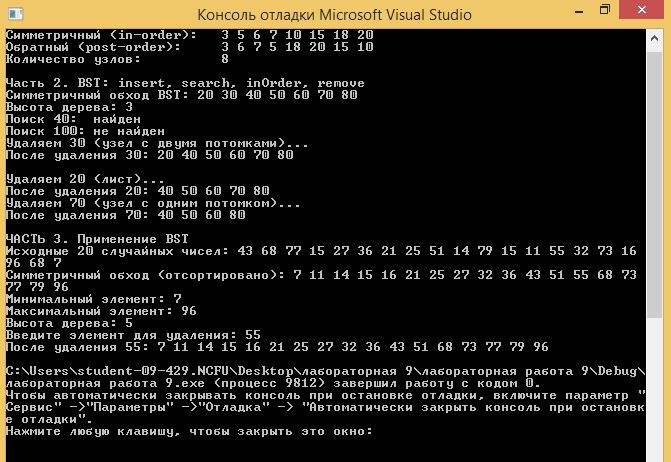 Консоль отладки Microsoft Visual Studio
Симметричный (in-order):   3 5 6 7 10 15 18 20
Обратный (post-order):     3 6 7 5 18 20 15 10
Количество узлов:          8

Часть 2. BST: insert, search, inOrder, remove
Симметричный обход BST: 20 30 40 50 60 70 80
Высота дерева: 3
Поиск 40:  найден
Поиск 100: не найден
Удаляем 30 (узел с двумя потомками)...
После удаления 30: 20 40 50 60 70 80

Удаляем 20 (лист)...
После удаления 20: 40 50 60 70 80
Удаляем 70 (узел с одним потомком)...
После удаления 70: 40 50 60 80

ЧАСТЬ 3. Применение BST
Исходные 20 случайных чисел: 43 68 77 15 27 36 21 25 51 14 79 15 11 55 32 73 16
96 68 7
Симметричный обход (отсортировано): 7 11 14 15 16 21 25 27 32 36 43 51 55 68 73
77 79 96
Минимальный элемент: 7
Максимальный элемент: 96
Высота дерева: 5
Введите элемент для удаления: 55
После удаления 55: 7 11 14 15 16 21 25 27 32 36 43 51 68 73 77 79 96

C:\Users\student-09-429.NCFU\Desktop\лабораторная 9\лабораторная работа 9\Debug\
лабораторная работа 9.exe (процесс 9812) завершил работу с кодом 0.
Чтобы автоматически закрывать консоль при остановке отладки, включите параметр "
Сервис" ->"Параметры" ->"Отладка" -> "Автоматически закрыть консоль при остановк
е отладки".
Нажмите любую клавишу, чтобы закрыть это окно: